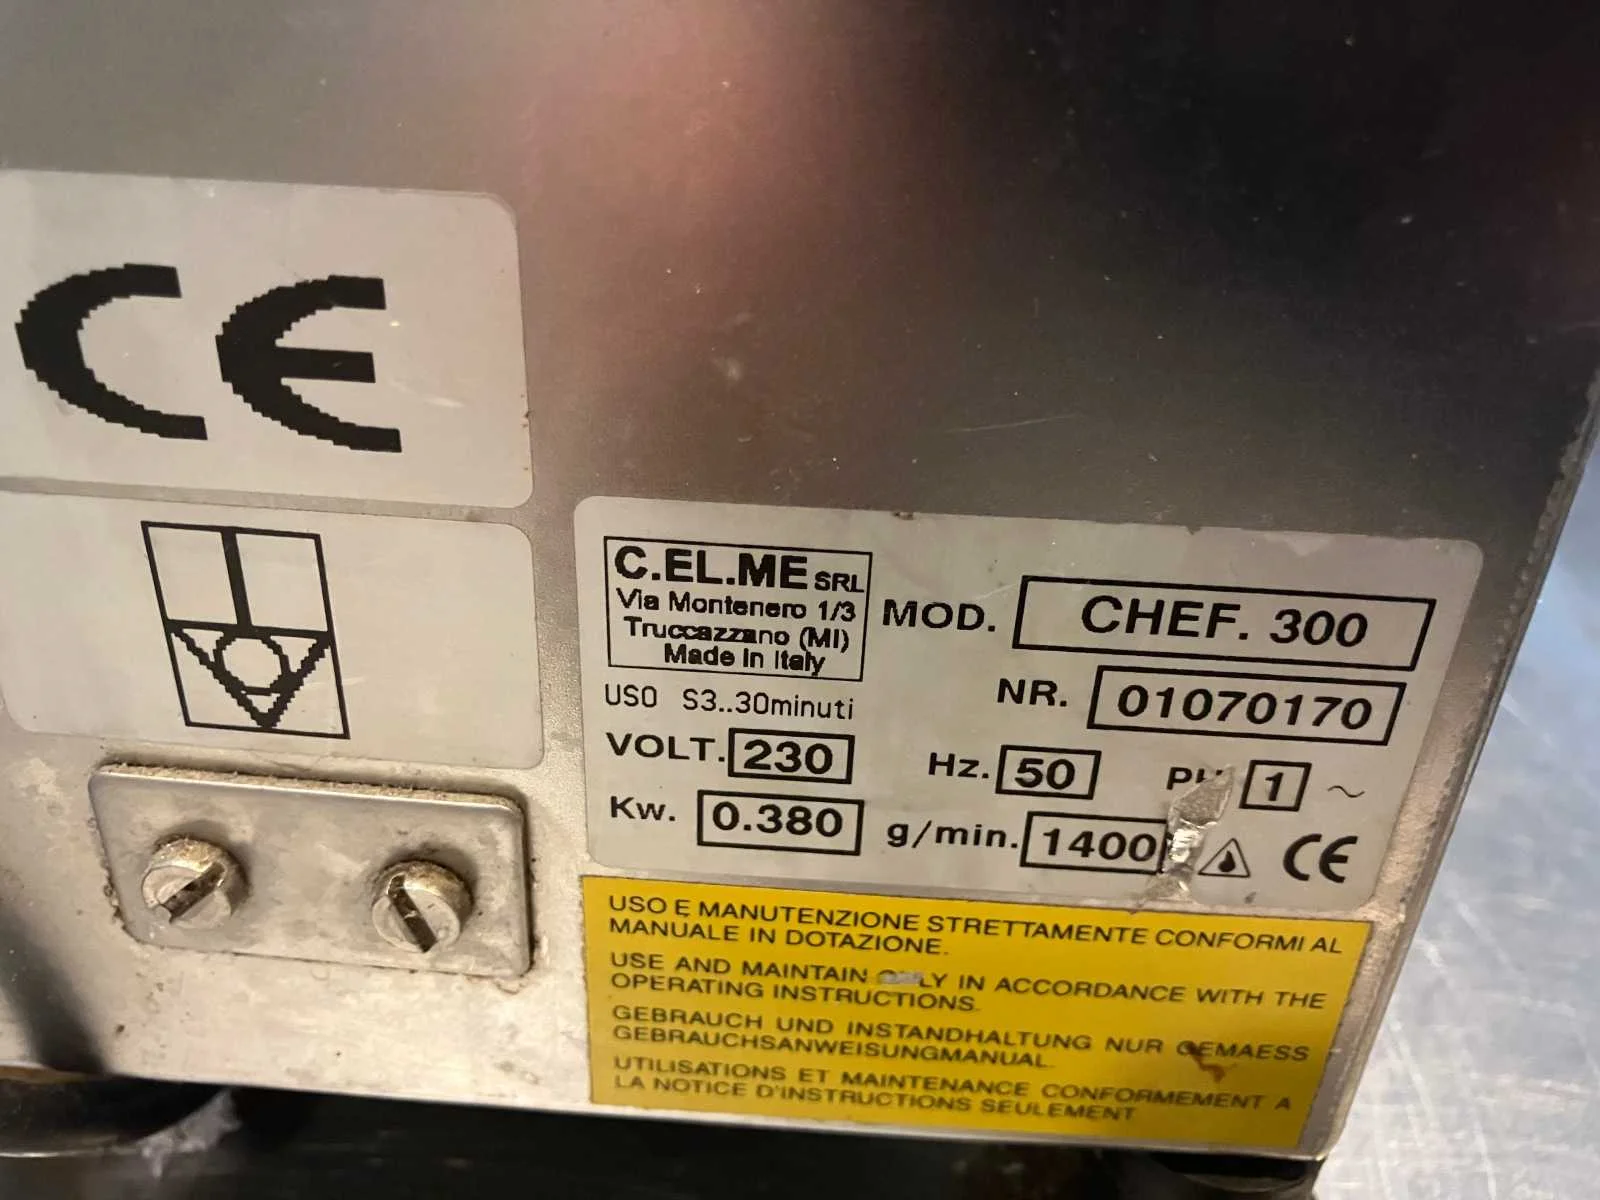 CE
C.EL.ME SRL
Via Montenero 1/3
Truccazzano (MI)
Made in Italy
MOD. CHEF. 300
NR. 01070170
USO S3..30minuti
VOLT. 230 Hz. 50 1 ~
Kw. 0.380 g/min. 1400 CE
USO E MANUTENZIONE STRETTAMENTE CONFORMI AL
MANUALE IN DOTAZIONE.
USE AND MAINTAIN IN ACCORDANCE WITH THE
OPERATING INSTRUCTIONS.
GEBRAUCH UND INSTANDHALTUNG NUR GEMAESS
GEBRAUCHSANWEISUNGMANUAL.
UTILISATIONS ET MAINTENANCE CONFORMEMENT A
LA NOTICE D'INSTRUCTIONS SEULEMENT